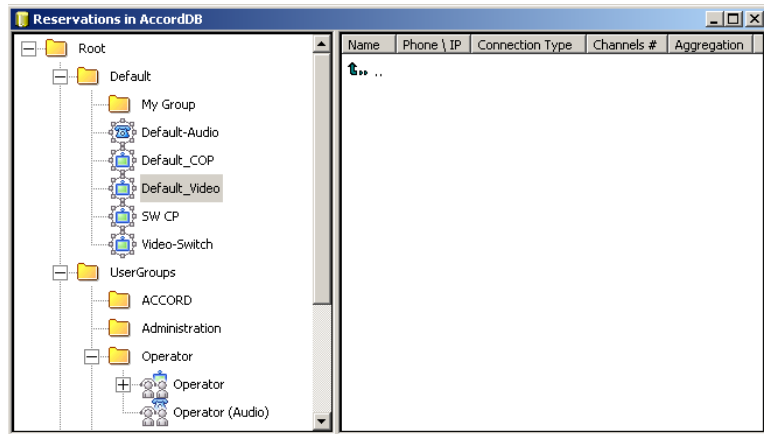 Reservations in AccordDB
Root
Default
My Group
Default-Audio
Default_COP
Default_Video
SW CP
Video-Switch
UserGroups
ACCORD
Administration
Operator
Operator
Operator (Audio)
Name Phone \ IP Connection Type Channels # Aggregation
..